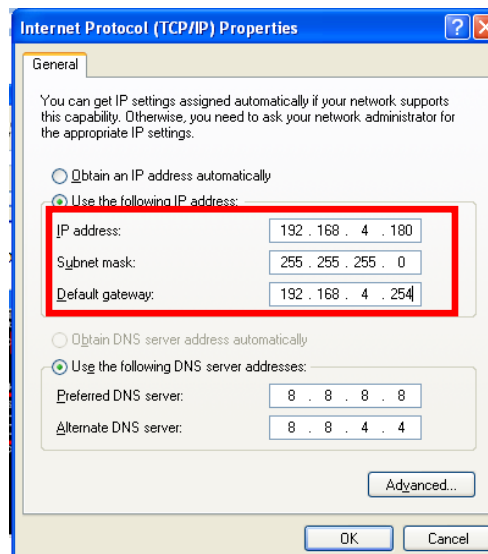 Internet Protocol (TCP/IP) Properties
General
You can get IP settings assigned automatically if your network supports
this capability. Otherwise, you need to ask your network administrator for
the appropriate IP settings.
Obtain an IP address automatically
Use the following IP address:
IP address: 192 . 168 . 4 . 180
Subnet mask: 255 . 255 . 255 . 0
Default gateway: 192 . 168 . 4 . 254
Obtain DNS server address automatically
Use the following DNS server addresses:
Preferred DNS server: 8 . 8 . 8 . 8
Alternate DNS server: 8 . 8 . 4 . 4
Advanced...
OK Cancel